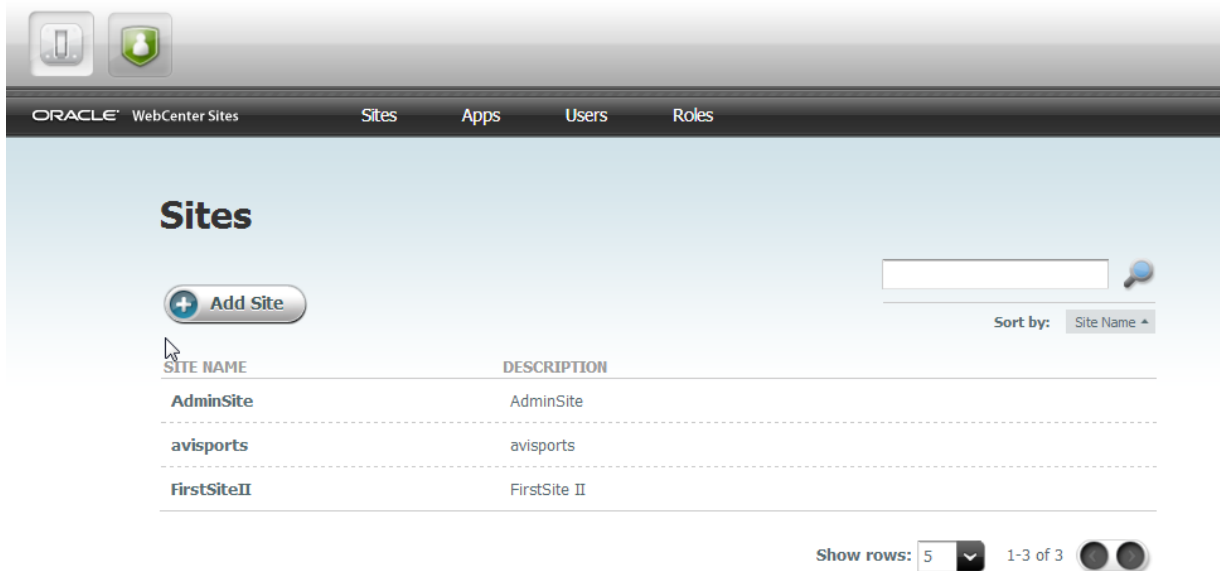 ORACLE WebCenter Sites Sites Apps Users Roles
Sites
Add Site
Sort by: Site Name
SITE NAME DESCRIPTION
AdminSite AdminSite
avisports avisports
FirstSiteII FirstSite II
Show rows: 5 1-3 of 3